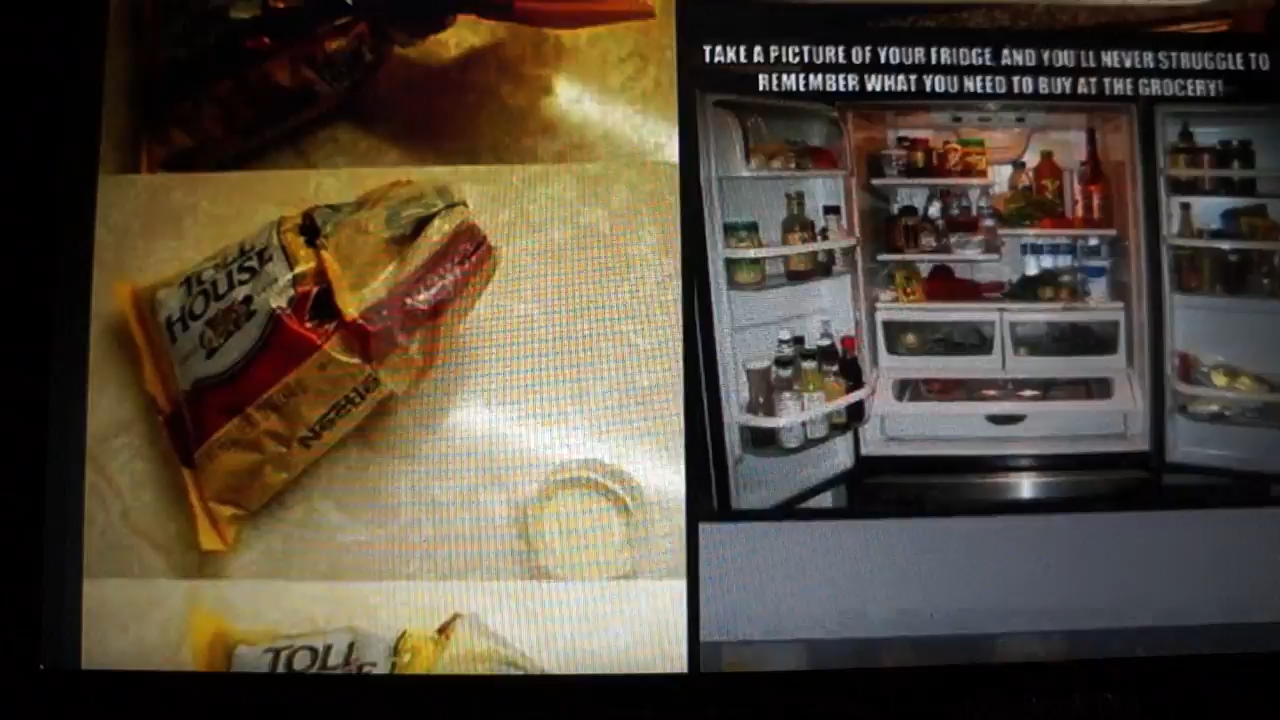 TOLL
HOUSE
Nestlé
TOLL
TAKE A PICTURE OF YOUR FRIDGE, AND YOU'LL NEVER STRUGGLE TO
REMEMBER WHAT YOU NEED TO BUY AT THE GROCERY!